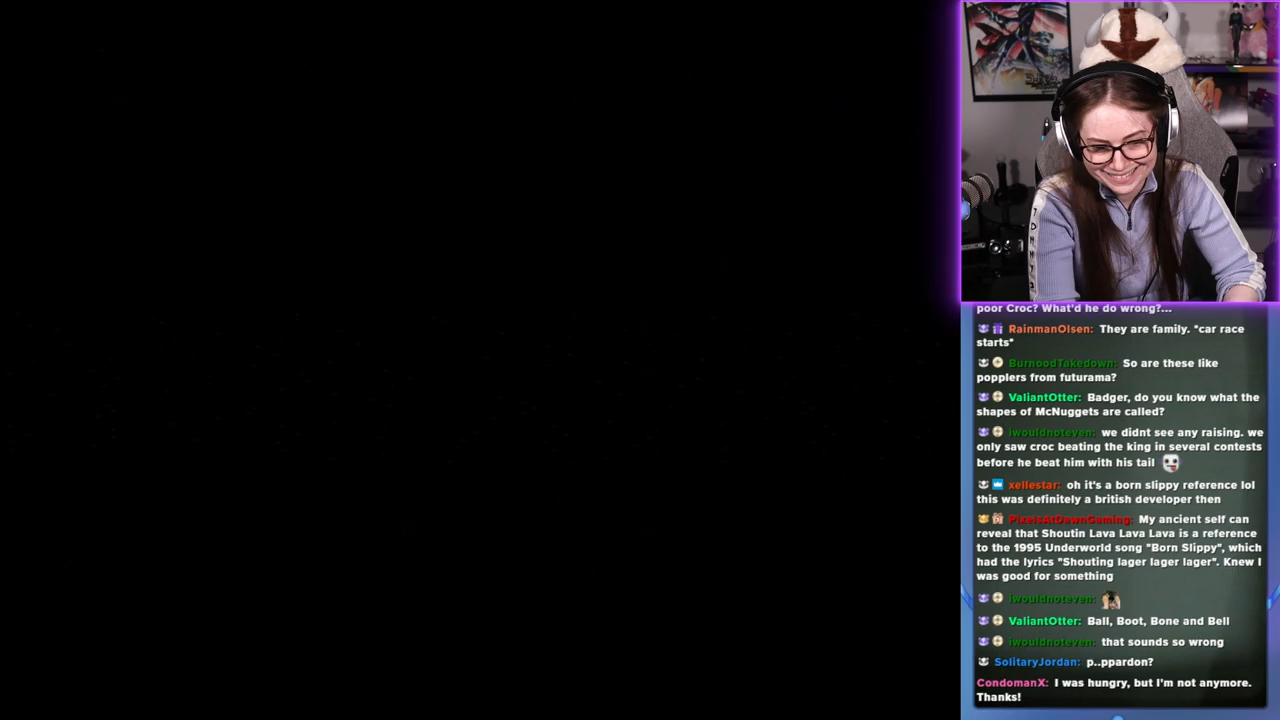 poor Croc? What'd he do wrong?...
RainmanOlsen: They are family. *car race
starts*
BurnoodTakedown: So are these like
popplers from futurama?
ValiantOtter: Badger, do you know what the
shapes of McNuggets are called?
iwouldnoteven: we didnt see any raising. we
only saw croc beating the king in several contests
before he beat him with his tail
xellestar: oh it's a born slippy reference lol
this was definitely a british developer then
PixelsAtDawnGaming: My ancient self can
reveal that Shoutin Lava Lava Lava is a reference
to the 1995 Underworld song "Born Slippy", which
had the lyrics "Shouting lager lager lager". Knew I
was good for something
iwouldnoteven:
ValiantOtter: Ball, Boot, Bone and Bell
iwouldnoteven: that sounds so wrong
SolitaryJordan: p..ppardon?
CondomanX: I was hungry, but I'm not anymore.
Thanks!